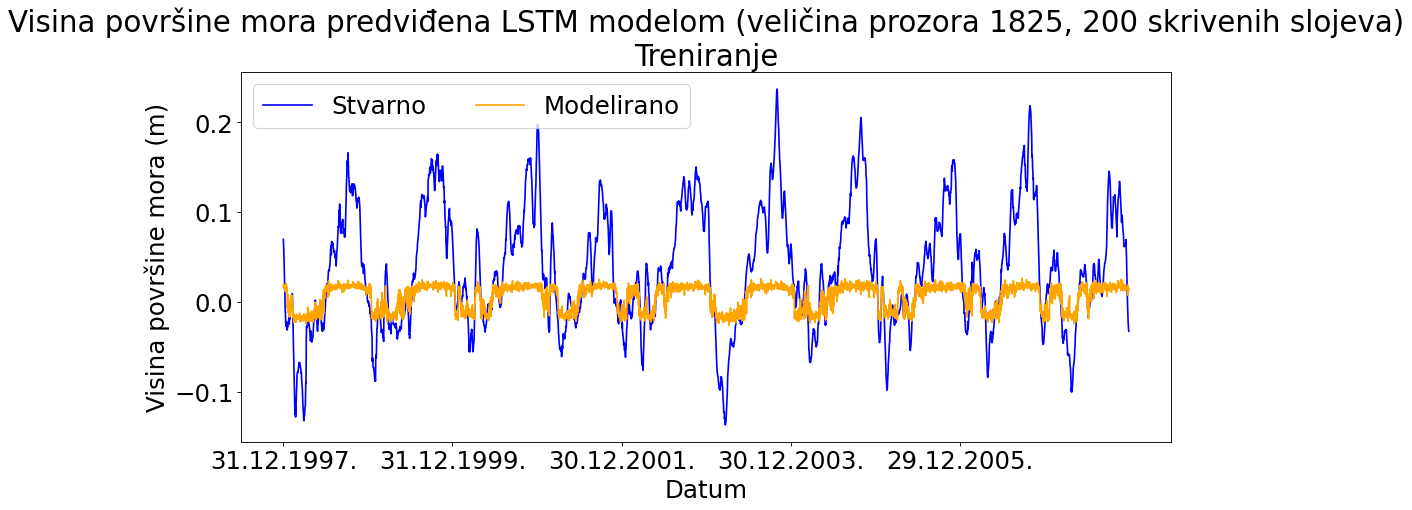 Visina površine mora predviđena LSTM modelom (veličina prozora 1825, 200 skrivenih slojeva)
Treniranje
Stvarno Modelirano
Visina površine mora (m)
0.2
0.1
0.0
−0.1
31.12.1997. 31.12.1999. 30.12.2001. 30.12.2003. 29.12.2005.
Datum